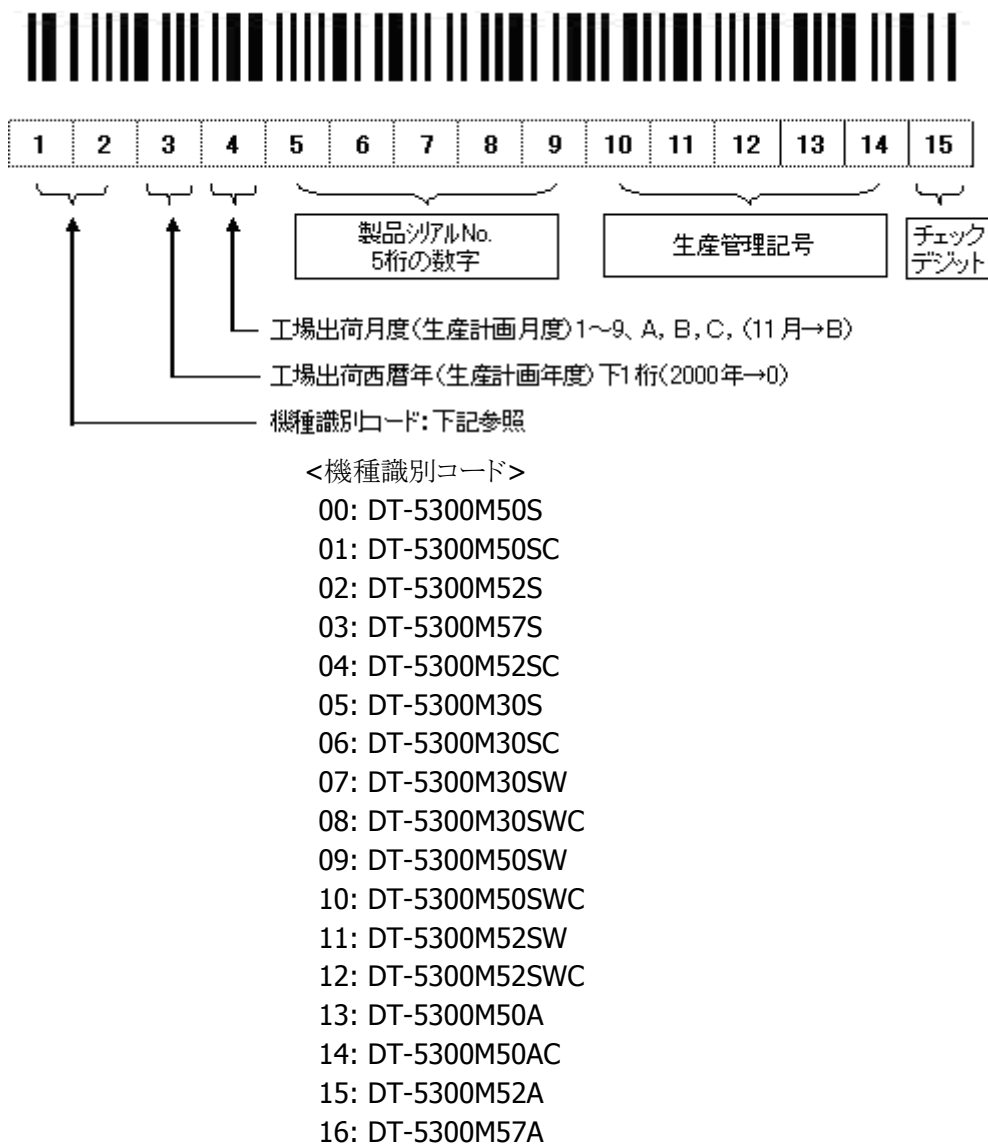 1 2 3 4 5 6 7 8 9 10 11 12 13 14 15
製品シリアルNo.
5桁の数字
生産管理記号
チェック
デジット
工場出荷月度(生産計画月度)1～9、A, B, C, (11月→B)
工場出荷西暦年(生産計画年度)下1桁(2000年→0)
機種識別コード:下記参照
<機種識別コード>
00: DT-5300M50S
01: DT-5300M50SC
02: DT-5300M52S
03: DT-5300M57S
04: DT-5300M52SC
05: DT-5300M30S
06: DT-5300M30SC
07: DT-5300M30SW
08: DT-5300M30SWC
09: DT-5300M50SW
10: DT-5300M50SWC
11: DT-5300M52SW
12: DT-5300M52SWC
13: DT-5300M50A
14: DT-5300M50AC
15: DT-5300M52A
16: DT-5300M57A